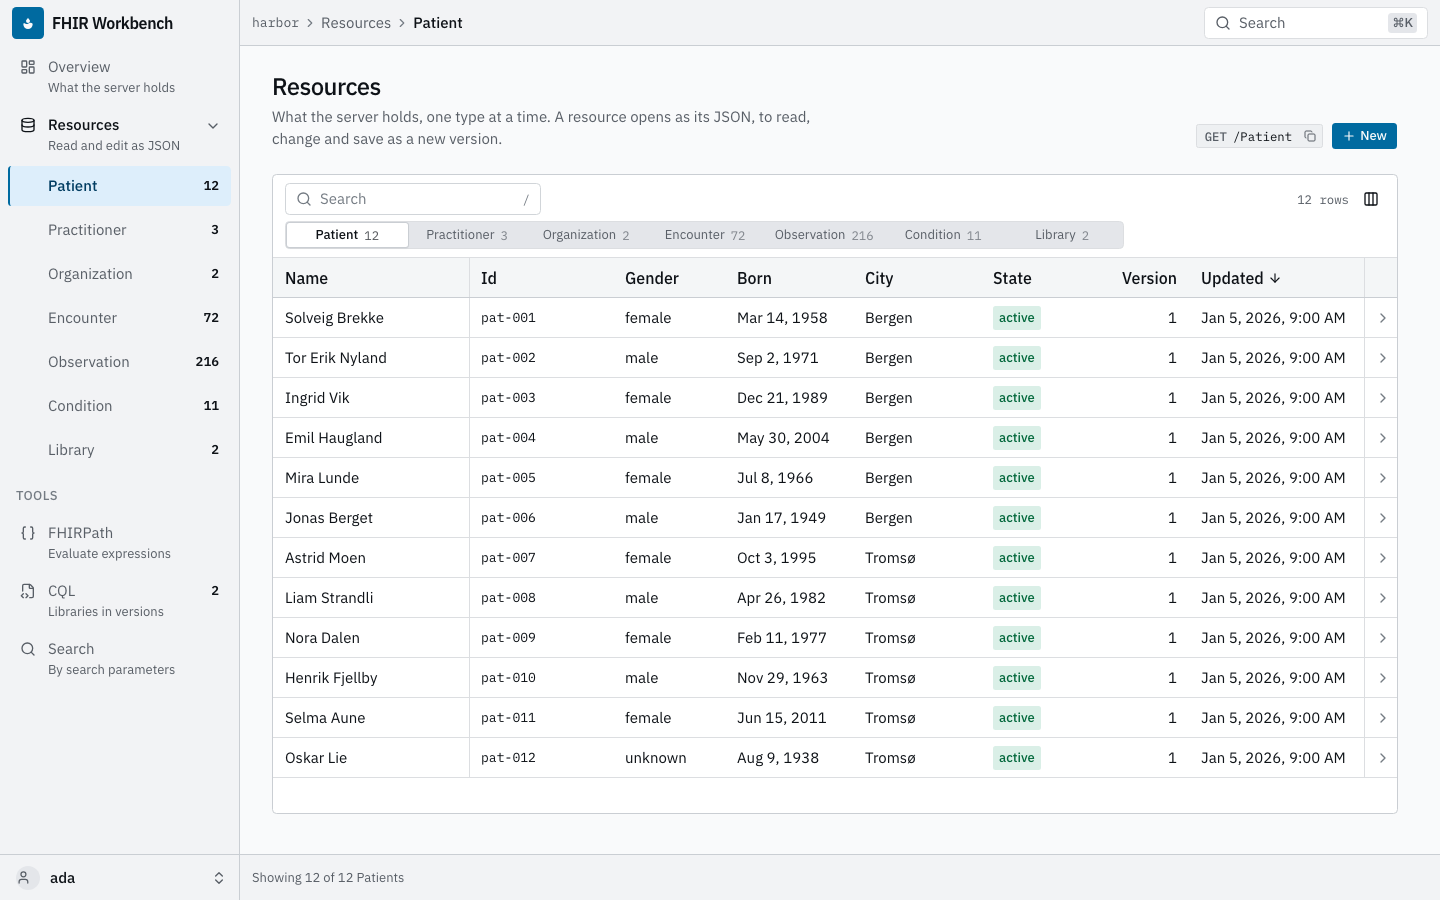 FHIR Workbench
Overview
What the server holds
Resources
Read and edit as JSON
Patient 12
Practitioner 3
Organization 2
Encounter 72
Observation 216
Condition 11
Library 2
TOOLS
FHIRPath
Evaluate expressions
CQL 2
Libraries in versions
Search
By search parameters
ada
harbor > Resources > Patient
Search ⌘K
Resources
What the server holds, one type at a time. A resource opens as its JSON, to read,
change and save as a new version.
GET /Patient
+ New
Search /
12 rows
Patient 12 Practitioner 3 Organization 2 Encounter 72 Observation 216 Condition 11 Library 2
Name Id Gender Born City State Version Updated ↓
Solveig Brekke pat-001 female Mar 14, 1958 Bergen active 1 Jan 5, 2026, 9:00 AM
Tor Erik Nyland pat-002 male Sep 2, 1971 Bergen active 1 Jan 5, 2026, 9:00 AM
Ingrid Vik pat-003 female Dec 21, 1989 Bergen active 1 Jan 5, 2026, 9:00 AM
Emil Haugland pat-004 male May 30, 2004 Bergen active 1 Jan 5, 2026, 9:00 AM
Mira Lunde pat-005 female Jul 8, 1966 Bergen active 1 Jan 5, 2026, 9:00 AM
Jonas Berget pat-006 male Jan 17, 1949 Bergen active 1 Jan 5, 2026, 9:00 AM
Astrid Moen pat-007 female Oct 3, 1995 Tromsø active 1 Jan 5, 2026, 9:00 AM
Liam Strandli pat-008 male Apr 26, 1982 Tromsø active 1 Jan 5, 2026, 9:00 AM
Nora Dalen pat-009 female Feb 11, 1977 Tromsø active 1 Jan 5, 2026, 9:00 AM
Henrik Fjellby pat-010 male Nov 29, 1963 Tromsø active 1 Jan 5, 2026, 9:00 AM
Selma Aune pat-011 female Jun 15, 2011 Tromsø active 1 Jan 5, 2026, 9:00 AM
Oskar Lie pat-012 unknown Aug 9, 1938 Tromsø active 1 Jan 5, 2026, 9:00 AM
Showing 12 of 12 Patients